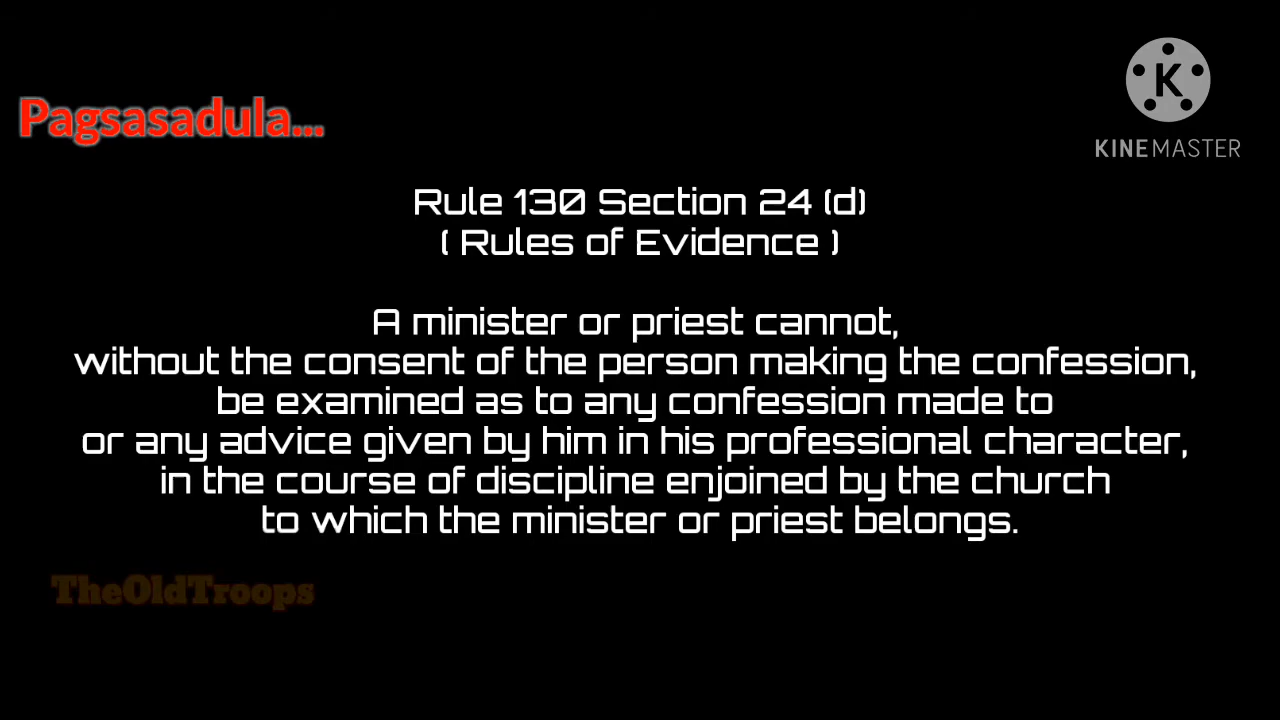 Pagsasadula...
K
KINEMASTER
Rule 130 Section 24 (d)
( Rules of Evidence )
A minister or priest cannot,
without the consent of the person making the confession,
be examined as to any confession made to
or any advice given by him in his professional character,
in the course of discipline enjoined by the church
to which the minister or priest belongs.
TheOldTroops